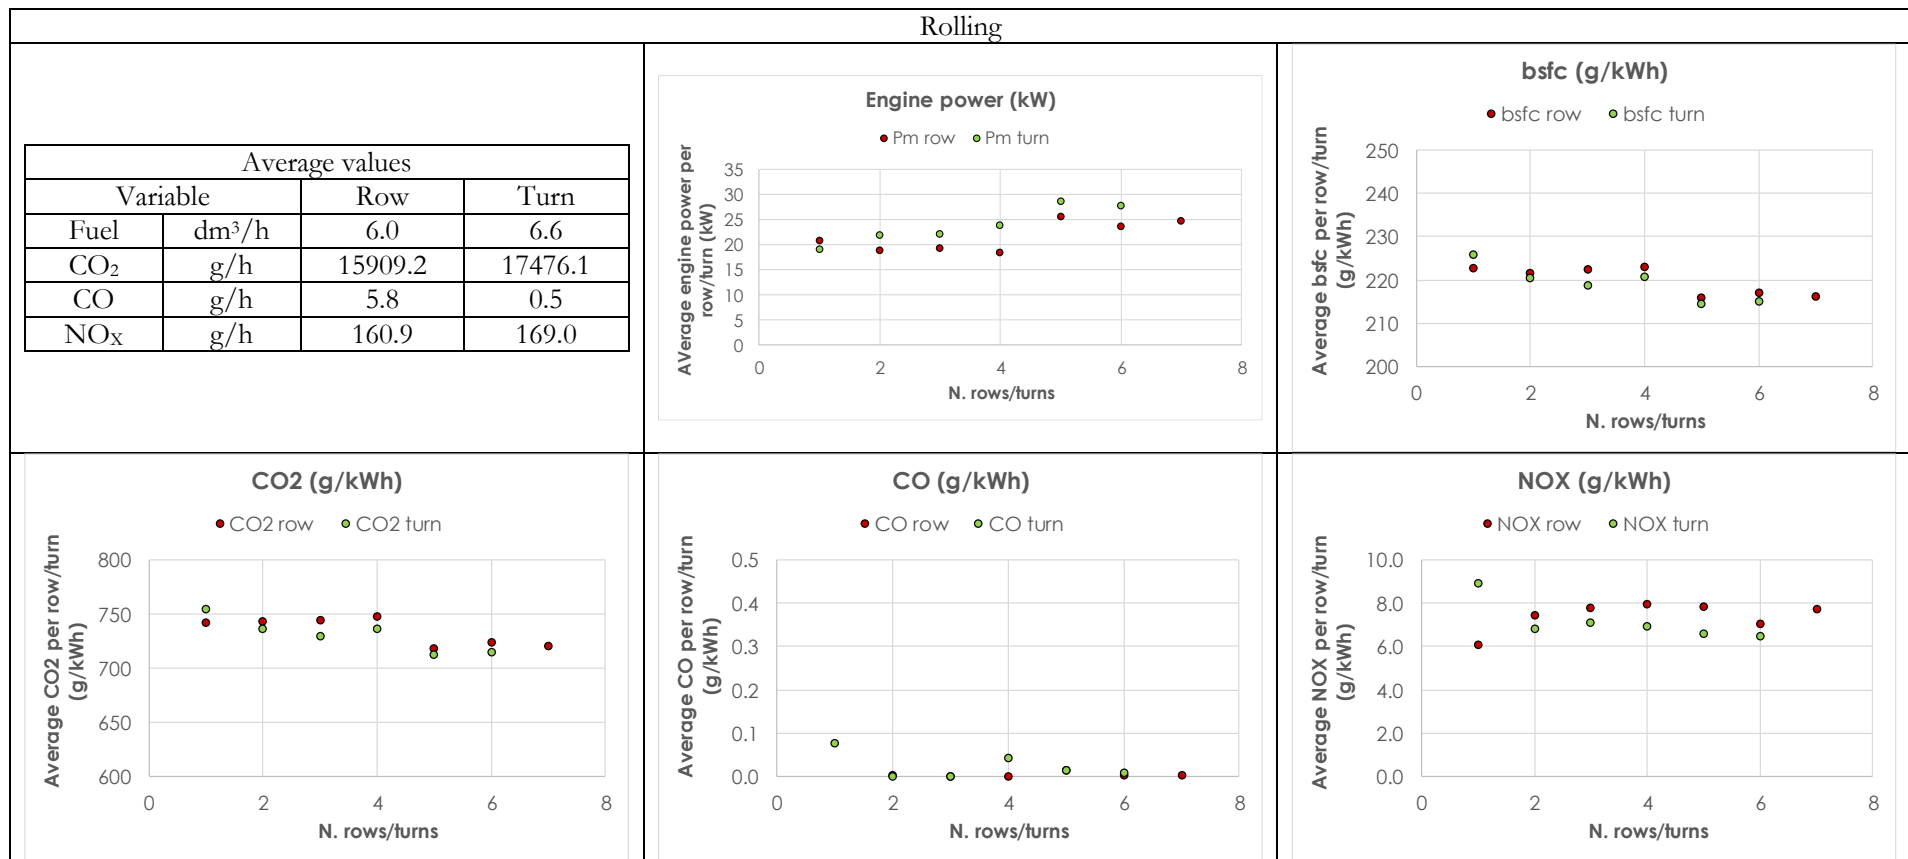 Rolling
Average values
Variable Row Turn
Fuel dm³/h 6.0 6.6
CO₂ g/h 15909.2 17476.1
CO g/h 5.8 0.5
NOX g/h 160.9 169.0
Engine power (kW)
Pm row Pm turn
AVerage engine power per
row/turn (kW)
35
30
25
20
15
10
5
0
0 2 4 6 8
N. rows/turns
bsfc (g/kWh)
bsfc row bsfc turn
Average bsfc per row/turn
(g/kWh)
250
240
230
220
210
200
0 2 4 6 8
N. rows/turns
CO2 (g/kWh)
CO2 row CO2 turn
Average CO2 per row/turn
(g/kWh)
800
750
700
650
600
0 2 4 6 8
N. rows/turns
CO (g/kWh)
CO row CO turn
Average CO per row/turn
(g/kWh)
0.5
0.4
0.3
0.2
0.1
0.0
0 2 4 6 8
N. rows/turns
NOX (g/kWh)
NOX row NOX turn
Average NOX per row/turn
(g/kWh)
10.0
8.0
6.0
4.0
2.0
0.0
0 2 4 6 8
N. rows/turns